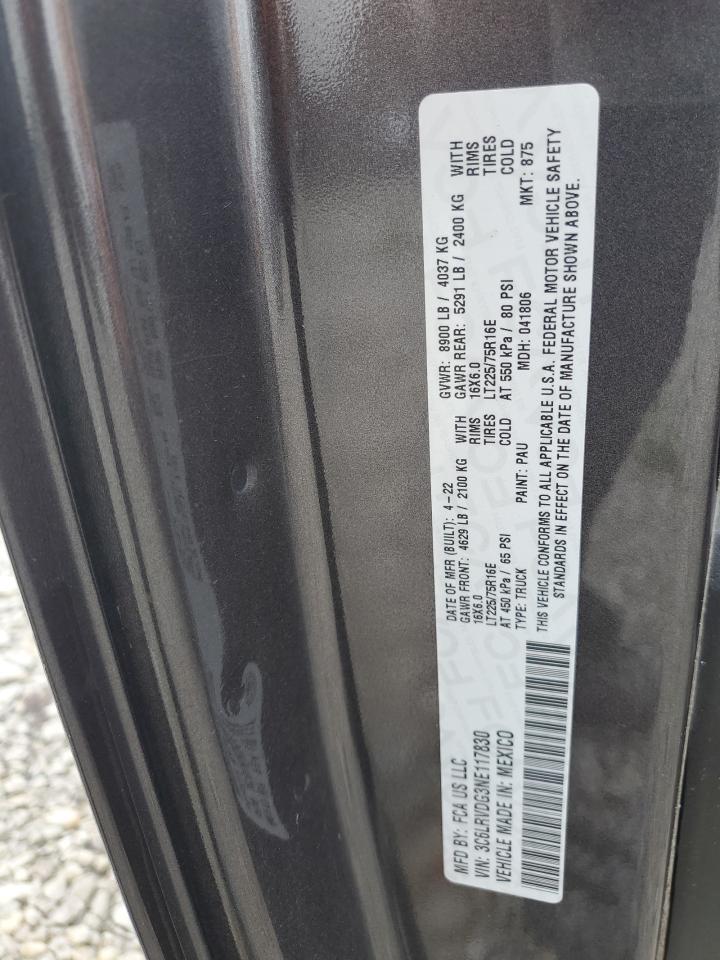 MFD BY: FCA US LLC
DATE OF MFR (BUILT): 4-22
GVWR: 8900 LB / 4037 KG
VIN: 3C6LRVDG3NE117830
GAWR FRONT: 4629 LB / 2100 KG WITH
GAWR REAR: 5291 LB / 2400 KG WITH
VEHICLE MADE IN: MEXICO
16X6.0 RIMS
16X6.0 RIMS
LT225/75R16E TIRES
LT225/75R16E TIRES
AT 450 kPa / 65 PSI COLD
AT 550 kPa / 80 PSI COLD
TYPE: TRUCK PAINT: PAU MDH: 041806 MKT: 875
THIS VEHICLE CONFORMS TO ALL APPLICABLE U.S.A. FEDERAL MOTOR VEHICLE SAFETY
STANDARDS IN EFFECT ON THE DATE OF MANUFACTURE SHOWN ABOVE.